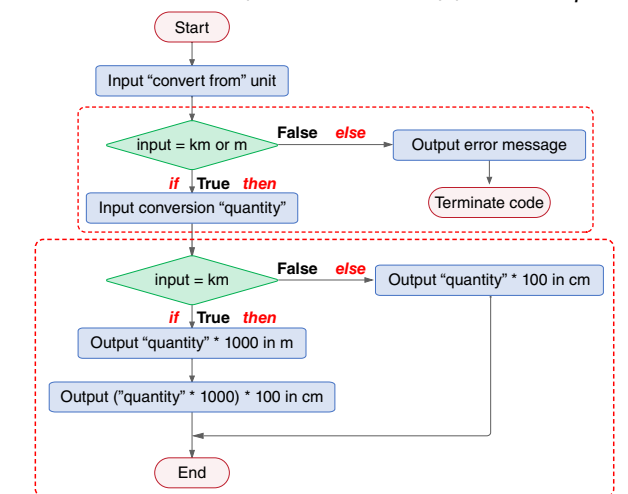 Start
Input “convert from” unit
input = km or m
False else
Output error message
Terminate code
if True then
Input conversion “quantity”
input = km
False else
Output “quantity” * 100 in cm
if True then
Output “quantity” * 1000 in m
Output (”quantity” * 1000) * 100 in cm
End